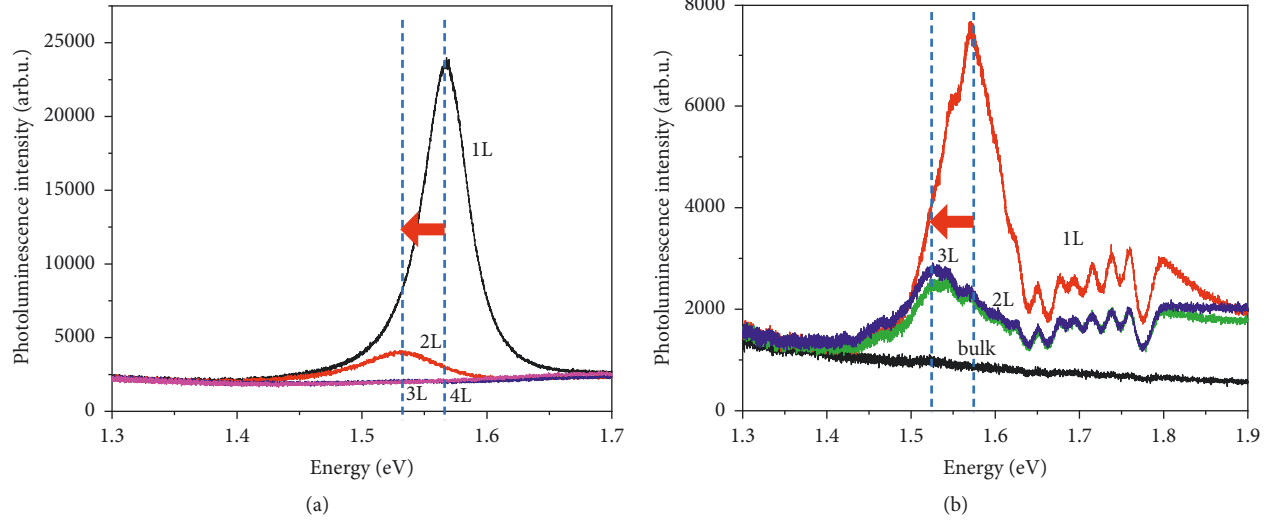 Photoluminescence intensity (arb.u.)
25000
20000
15000
10000
5000
0
1L
2L
3L
4L
1.3
1.4
1.5
1.6
1.7
Energy (eV)
(a)
Photoluminescence intensity (arb.u.)
8000
6000
4000
2000
0
1L
3L
2L
bulk
1.3
1.4
1.5
1.6
1.7
1.8
1.9
Energy (eV)
(b)